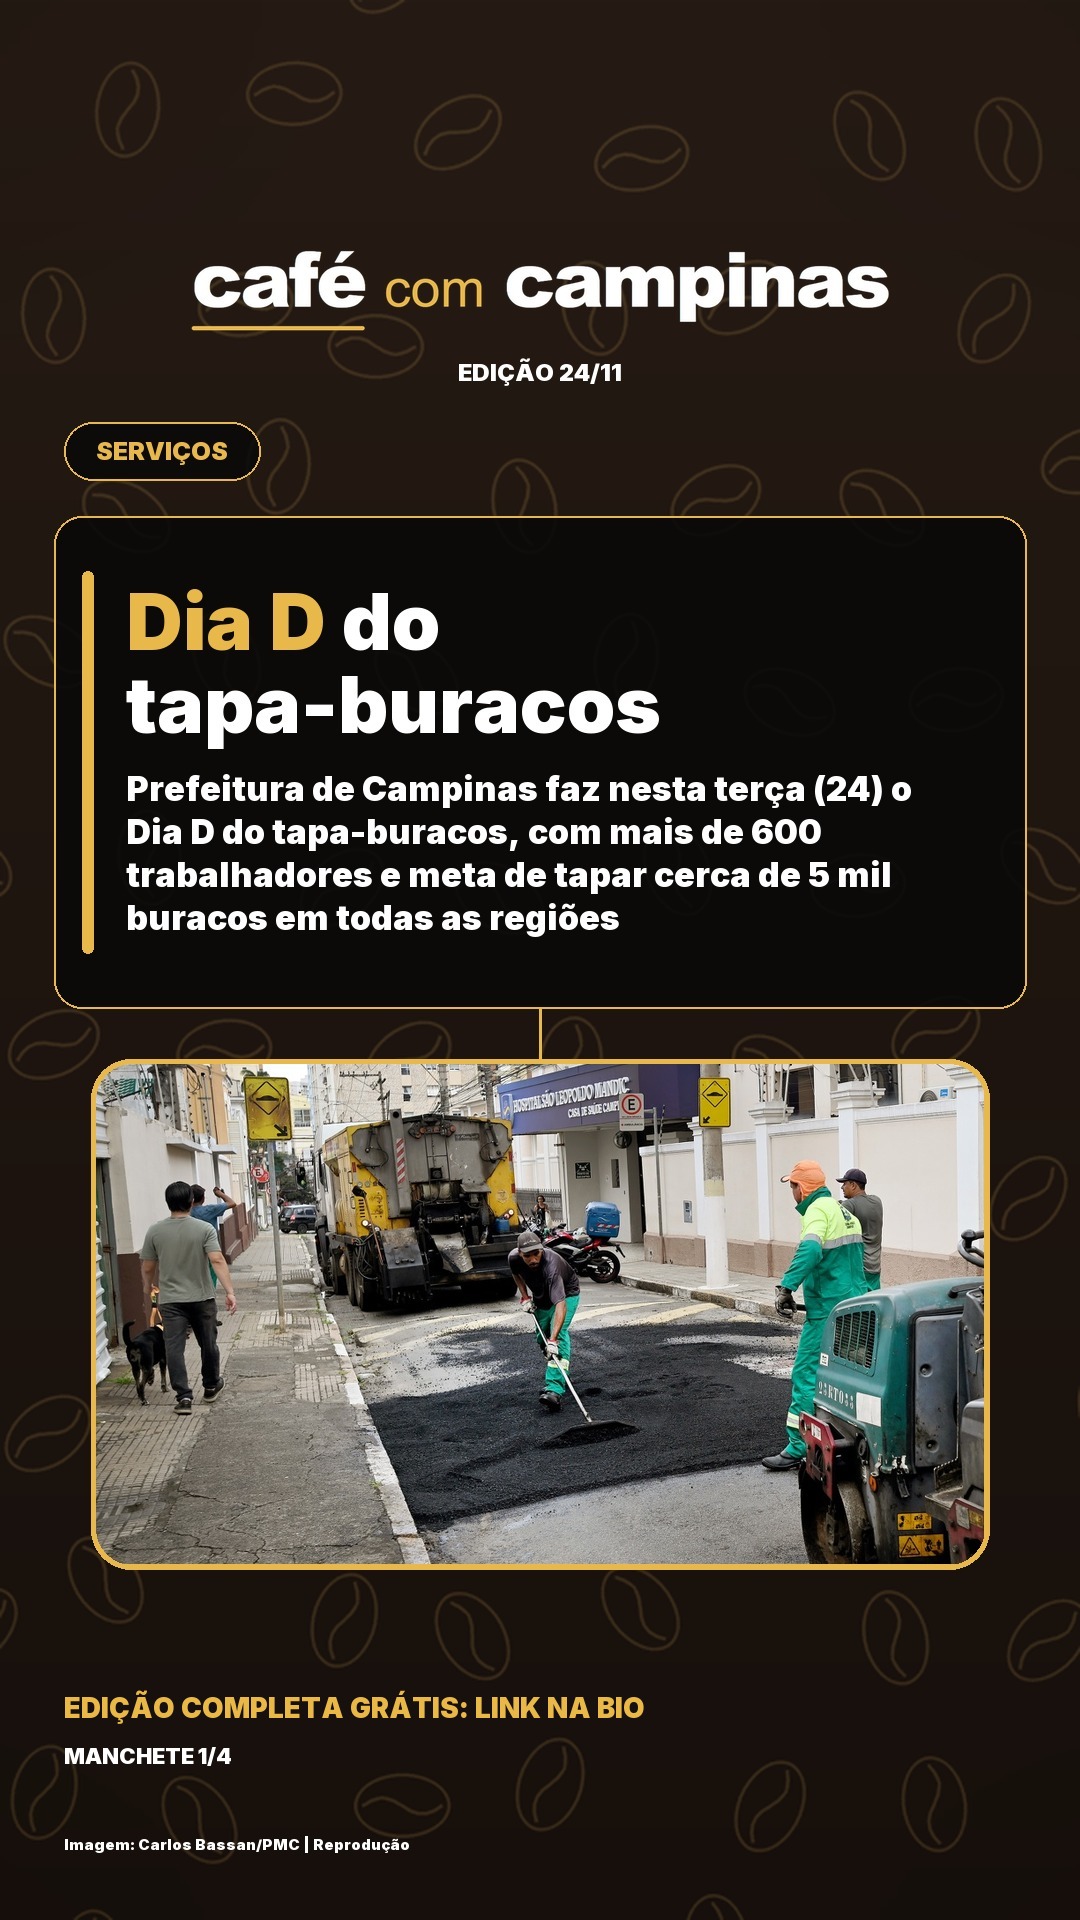 café com campinas
EDIÇÃO 24/11
SERVIÇOS
Dia D do
tapa-buracos
Prefeitura de Campinas faz nesta terça (24) o
Dia D do tapa-buracos, com mais de 600
trabalhadores e meta de tapar cerca de 5 mil
buracos em todas as regiões
HOSPITAL SÃO LEOPOLDO MANDIC
E
EDIÇÃO COMPLETA GRÁTIS: LINK NA BIO
MANCHETE 1/4
Imagem: Carlos Bassan/PMC | Reprodução